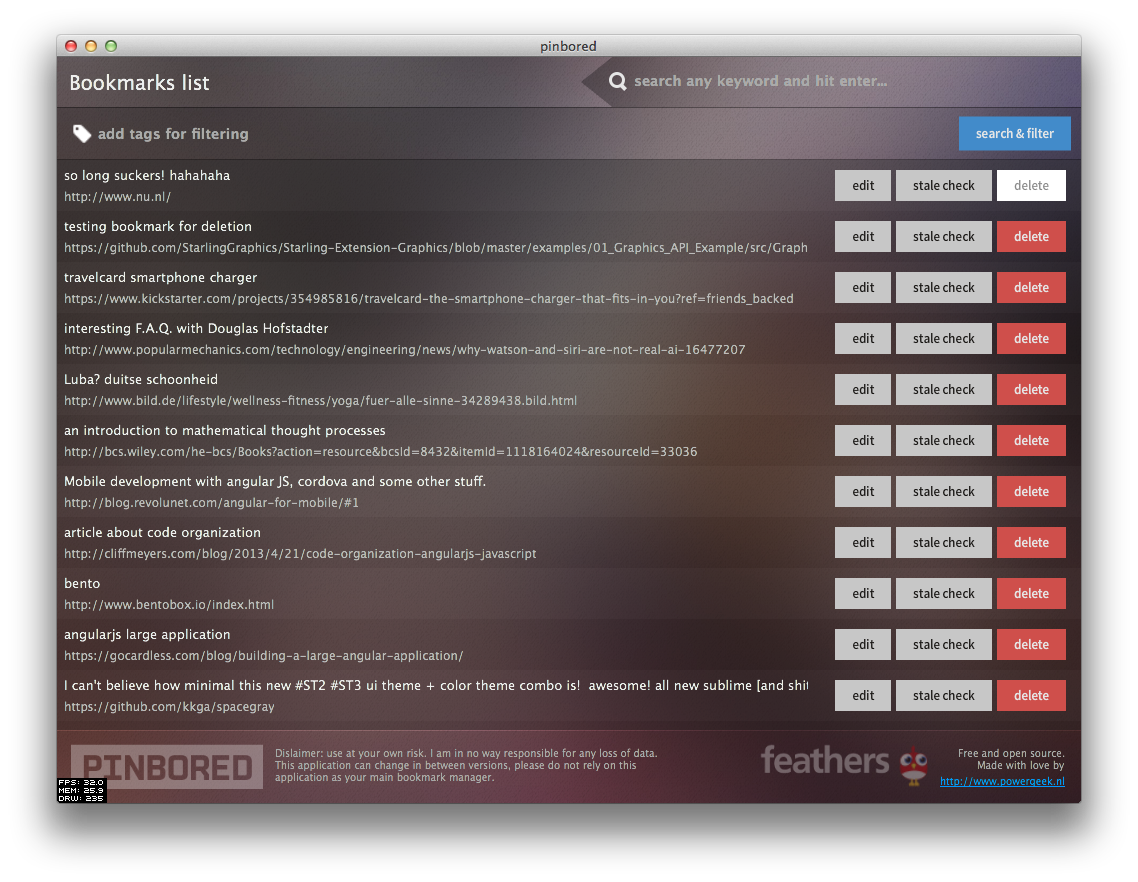 pinbored
Bookmarks list
search any keyword and hit enter...
add tags for filtering
search & filter
so long suckers! hahahaha
http://www.nu.nl/
edit stale check delete
testing bookmark for deletion
https://github.com/StarlingGraphics/Starling-Extension-Graphics/blob/master/examples/01_Graphics_API_Example/src/Graph
edit stale check delete
travelcard smartphone charger
https://www.kickstarter.com/projects/354985816/travelcard-the-smartphone-charger-that-fits-in-you?ref=friends_backed
edit stale check delete
interesting F.A.Q. with Douglas Hofstadter
http://www.popularmechanics.com/technology/engineering/news/why-watson-and-siri-are-not-real-ai-16477207
edit stale check delete
Luba? duitse schoonheid
http://www.bild.de/lifestyle/wellness-fitness/yoga/fuer-alle-sinne-34289438.bild.html
edit stale check delete
an introduction to mathematical thought processes
http://bcs.wiley.com/he-bcs/Books?action=resource&bcsId=8432&itemId=1118164024&resourceId=33036
edit stale check delete
Mobile development with angular JS, cordova and some other stuff.
http://blog.revolunet.com/angular-for-mobile/#1
edit stale check delete
article about code organization
http://cliffmeyers.com/blog/2013/4/21/code-organization-angularjs-javascript
edit stale check delete
bento
http://www.bentobox.io/index.html
edit stale check delete
angularjs large application
https://gocardless.com/blog/building-a-large-angular-application/
edit stale check delete
I can't believe how minimal this new #ST2 #ST3 ui theme + color theme combo is!  awesome! all new sublime [and shit
https://github.com/kkga/spacegray
edit stale check delete
PINBORED
Dislaimer: use at your own risk. I am in no way responsible for any loss of data.
This application can change in between versions, please do not rely on this
application as your main bookmark manager.
feathers
Free and open source.
Made with love by
http://www.powergeek.nl
FPS: 32.0
MEM: 25.9
DRW: 235